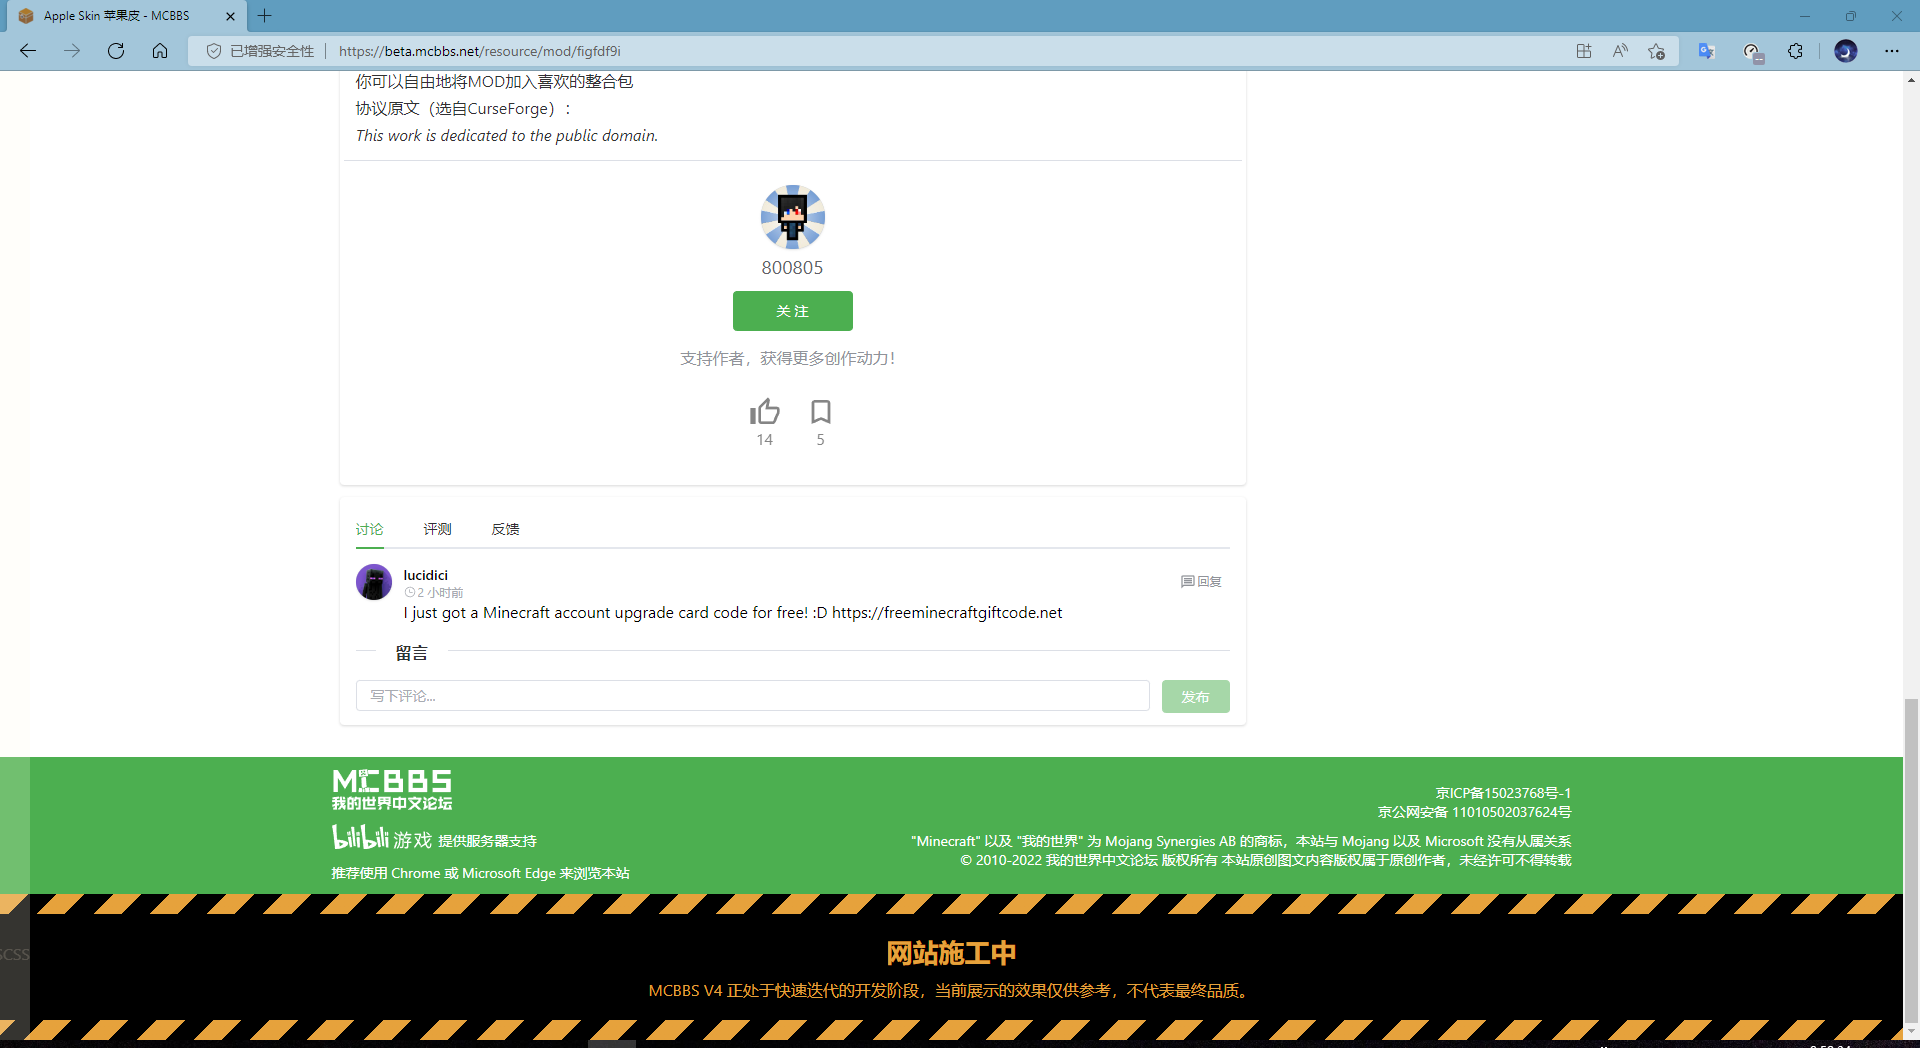 Apple Skin 苹果皮 - MCBBS
已增强安全性
https://beta.mcbbs.net/resource/mod/figfdf9i
你可以自由地将MOD加入喜欢的整合包
协议原文（选自CurseForge）：
This work is dedicated to the public domain.
800805
关注
支持作者，获得更多创作动力！
14
5
讨论
评测
反馈
lucidici
2 小时前
回复
I just got a Minecraft account upgrade card code for free! :D https://freeminecraftgiftcode.net
留言
写下评论...
发布
MCBBS
我的世界中文论坛
bilibili 游戏 提供服务器支持
推荐使用 Chrome 或 Microsoft Edge 来浏览本站
京ICP备15023768号-1
京公网安备 11010502037624号
"Minecraft" 以及 "我的世界" 为 Mojang Synergies AB 的商标，本站与 Mojang 以及 Microsoft 没有从属关系
© 2010-2022 我的世界中文论坛 版权所有 本站原创图文内容版权属于原创作者，未经许可不得转载
SCSS
网站施工中
MCBBS V4 正处于快速迭代的开发阶段，当前展示的效果仅供参考，不代表最终品质。